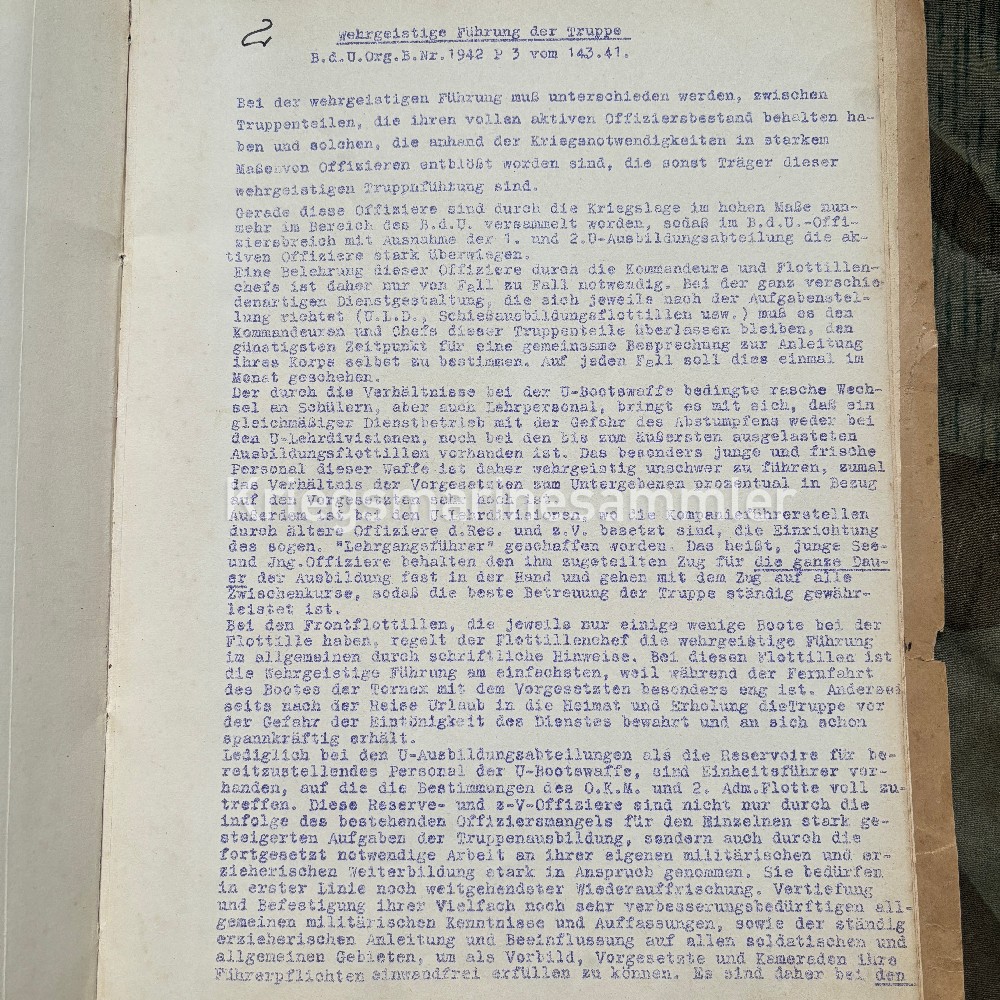 2
Wehrgeistige Führung der Truppe
B.d.U.Org.B.Nr.1942 P 3 vom 143.41.
Bei der wehrgeistigen Führung muß unterschieden werden, zwischen
Truppenteilen, die ihren vollen aktiven Offiziersbestand behalten ha-
ben und solchen, die anhand der Kriegsnotwendigkeiten in starkem
Maßevon Offizieren entblößt worden sind, die sonst Träger dieser
wehrgeistigen Truppnführung sind.
Gerade diese Offiziere sind durch die Kriegslage im hohen Maße nun-
mehr im Bereich des B.d.U. versammelt worden, sodaß im B.d.U.-Offi-
ziersbreich mit Ausnahme der 1. und 2.U-Ausbildungsabteilung die ak-
tiven Offiziere stark überwiegen.
Eine Belehrung dieser Offiziere durch die Kommandeure und Flottillen-
chefs ist daher nur von Fall zu Fall notwendig. Bei der ganz verschie-
denartigen Dienstgestaltung, die sich jeweils nach der Aufgabenstel-
lung richtet (U.L.D., Schiesausbildungsflottillen usw.) muß es den
Kommandeuren und Chefs dieser Truppenteile überlassen bleiben, den
günstigsten Zeitpunkt für eine gemeinsame Besprechung zur Anleitung
ihres Korps selbst zu bestimmen. Auf jeden Fall soll dies einmal im
Monat geschehen.
Der durch die Verhältnisse bei der U-Bootswaffe bedingte rasche Wech-
sel an Schülern, aber auch Lehrpersonal, bringt es mit sich, daß ein
gleichmäßiger Dienstbetrieb mit der Gefahr des Abstumpfens weder bei
den U-Lehrdivisionen, noch bei den bis zum äußersten ausgelasteten
Ausbildungsflottillen vorhanden ist. Das besonders junge und frische
Personal dieser Waffe ist daher wehrgeistig unschwer zu führen, zumal
das Verhältnis der Vorgesetzten zum Untergebenen prozentual in Bezug
auf den Vorgesetzten sehr hoch ist.
Kriegsmarinesammler
Außerdem ist bei den U-Lehrdivisionen, wo die Kompanieführerstellen
durch ältere Offiziere d.Res. und z.V. besetzt sind, die Einrichtung
des sogen. "Lehrgangsführer" geschaffen worden. Das heißt, junge See-
und Jng.Offiziere behalten den ihm zugeteilten Zug für die ganze Dau-
er der Ausbildung fest in der Hand und gehen mit dem Zug auf alle
Zwischenkurse, sodaß die beste Betreuung der Truppe ständig gewähr-
leistet ist.
Bei den Frontflottillen, die jeweils nur einige wenige Boote bei der
Flottille haben, regelt der Flottillenchef die wehrgeistige Führung
im allgemeinen durch schriftliche Hinweise. Bei diesen Flottillen ist
die Wehrgeistige Führung am einfachsten, weil während der Fernfahrt
des Bootes der Tornex mit dem Vorgesetzten besonders eng ist. Anderse
seits nach der Reise Urlaub in die Heimat und Erholung dieTruppe vor
der Gefahr der Eintönigkeit des Dienstes bewahrt und an sich schon
spannkräftig erhält.
Lediglich bei den U-Ausbildungsabteilungen als die Reservoire für be-
reitzustellendes Personal der U-Bootswaffe, sind Einheitsführer vor-
handen, auf die die Bestimmungen des O.K.M. und 2. Adm.Flotte voll zu-
treffen. Diese Reserve- und z-V-Offiziere sind nicht nur durch die
infolge des bestehenden Offiziersmangels für den Einzelnen stark ge-
steigerten Aufgaben der Truppenausbildung, sondern auch durch die
fortgesetzt notwendige Arbeit an ihrer eigenen militärischen und er-
zieherischen Weiterbildung stark in Anspruch genommen. Sie bedürfen
in erster Linie noch weitgehendster Wiederauffrischung. Vertiefung
und Befestigung ihrer Vielfach noch sehr verbesserungsbedürftigen all-
gemeinen militärischen Kenntnisse und Auffassungen, sowie der ständig
erzieherischen Anleitung und Beeinflussung auf allen soldatischen und
allgemeinen Gebieten, um als Vorbild, Vorgesetzte und Kameraden ihre
Führerpflichten einwandfrei erfüllen zu können. Es sind daher bei den